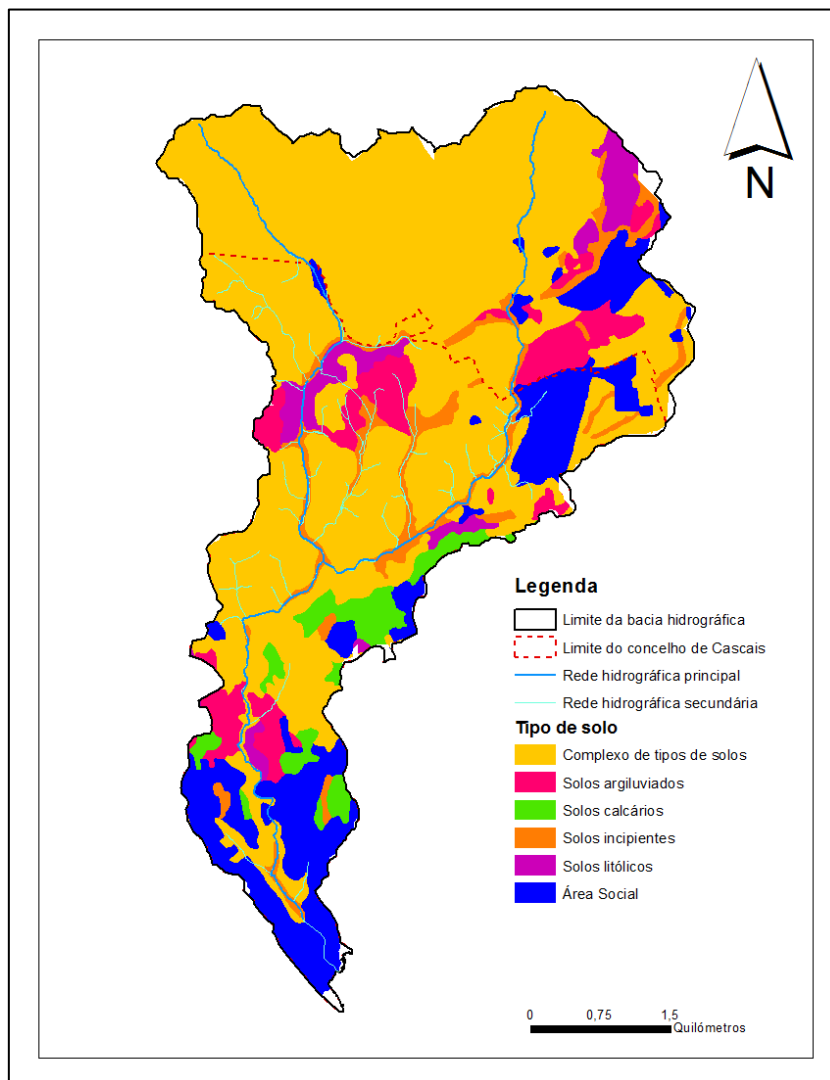 N
Legenda
Limite da bacia hidrográfica
Limite do concelho de Cascais
Rede hidrográfica principal
Rede hidrográfica secundária
Tipo de solo
Complexo de tipos de solos
Solos argiluviados
Solos calcários
Solos incipientes
Solos litólicos
Área Social
0 0,75 1,5
Quilómetros